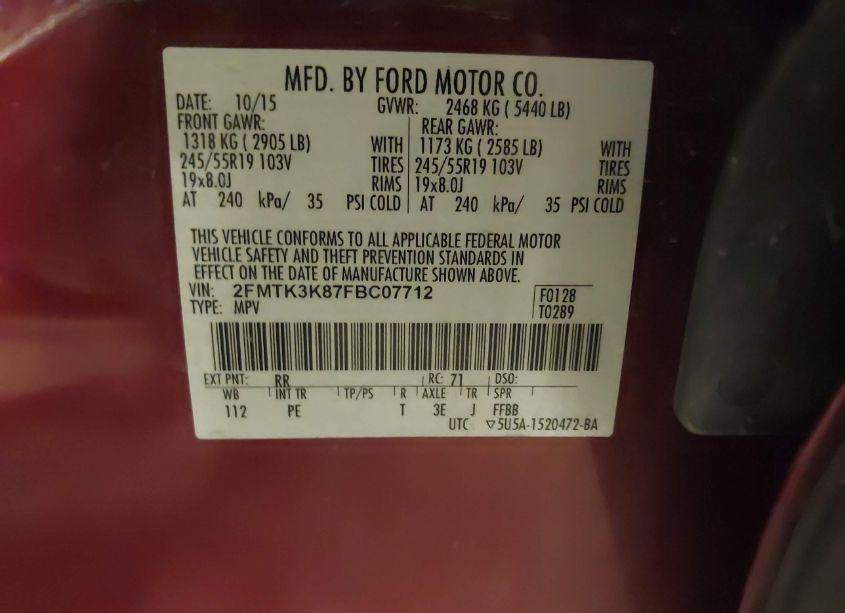 MFD. BY FORD MOTOR CO.
DATE: 10/15 GVWR: 2468 KG ( 5440 LB)
FRONT GAWR: REAR GAWR:
1318 KG ( 2905 LB) WITH 1173 KG ( 2585 LB) WITH
245/55R19 103V TIRES 245/55R19 103V TIRES
19x8.0J RIMS 19x8.0J RIMS
AT 240 kPa/ 35 PSI COLD AT 240 kPa/ 35 PSI COLD
THIS VEHICLE CONFORMS TO ALL APPLICABLE FEDERAL MOTOR
VEHICLE SAFETY AND THEFT PREVENTION STANDARDS IN
EFFECT ON THE DATE OF MANUFACTURE SHOWN ABOVE.
VIN: 2FMTK3K87FBC07712 F0128
TYPE: MPV T0289
EXT PNT: RR RC: 71 DSO:
WB INT TR TP/PS R AXLE TR SPR
112 PE T 3E J FFBB
UTC ▽5U5A-1520472-BA